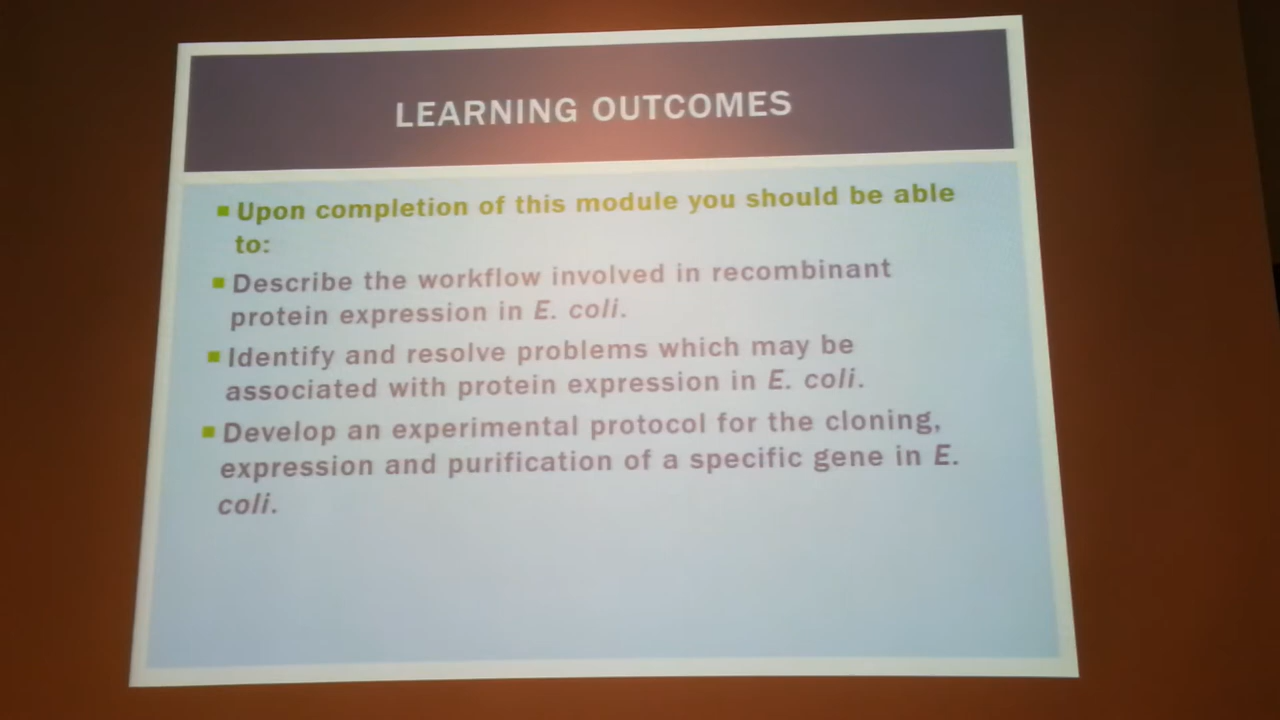 LEARNING OUTCOMES
Upon completion of this module you should be able
to:
Describe the workflow involved in recombinant
protein expression in E. coli.
Identify and resolve problems which may be
associated with protein expression in E. coli.
Develop an experimental protocol for the cloning,
expression and purification of a specific gene in E.
coli.